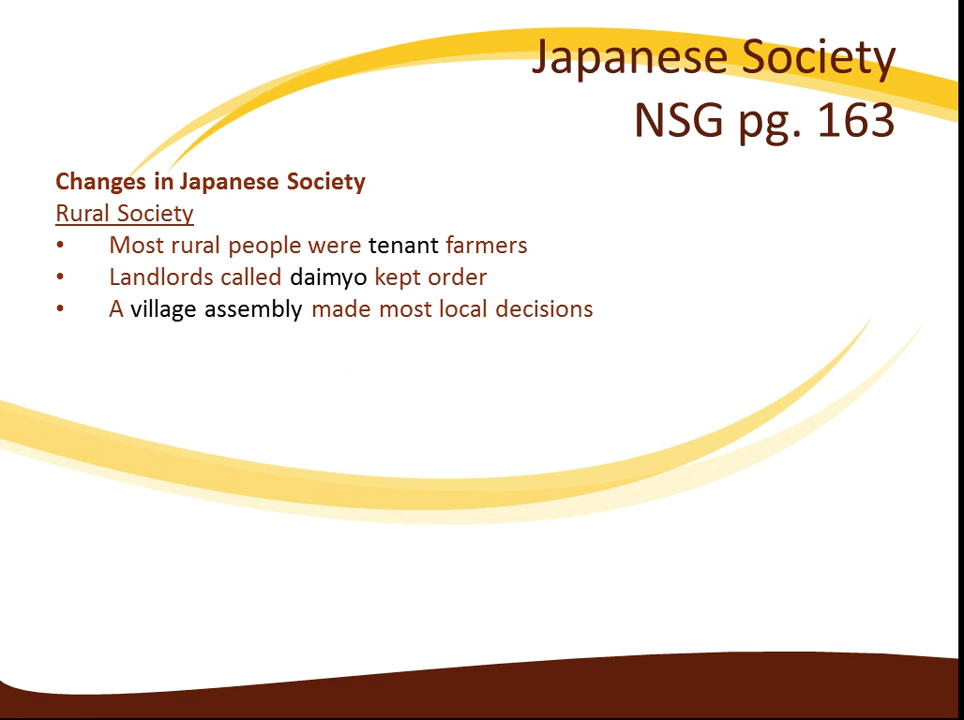 Japanese Society
NSG pg. 163
Changes in Japanese Society
Rural Society
• Most rural people were tenant farmers
• Landlords called daimyo kept order
• A village assembly made most local decisions